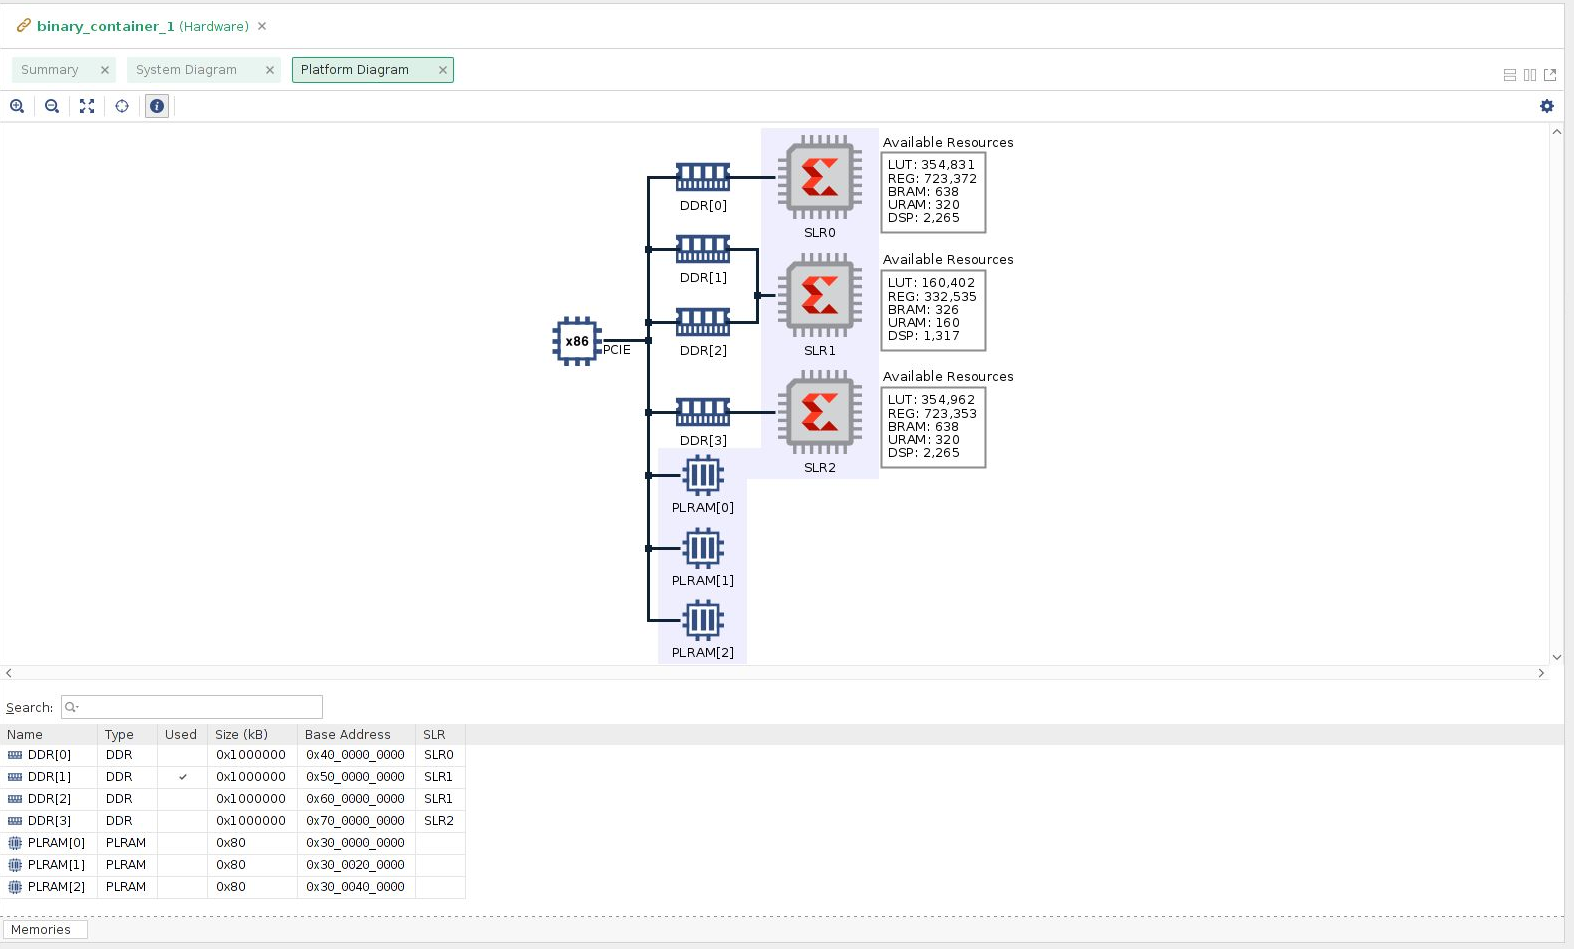 binary_container_1 (Hardware) ×
Summary × System Diagram × Platform Diagram ×
i
DDR[0]
SLR0
Available Resources
LUT: 354,831
REG: 723,372
BRAM: 638
URAM: 320
DSP: 2,265
DDR[1]
DDR[2]
SLR1
Available Resources
LUT: 160,402
REG: 332,535
BRAM: 326
URAM: 160
DSP: 1,317
x86
PCIE
DDR[3]
SLR2
Available Resources
LUT: 354,962
REG: 723,353
BRAM: 638
URAM: 320
DSP: 2,265
PLRAM[0]
PLRAM[1]
PLRAM[2]
Search:
Name Type Used Size (kB) Base Address SLR
DDR[0] DDR 0x1000000 0x40_0000_0000 SLR0
DDR[1] DDR ✓ 0x1000000 0x50_0000_0000 SLR1
DDR[2] DDR 0x1000000 0x60_0000_0000 SLR1
DDR[3] DDR 0x1000000 0x70_0000_0000 SLR2
PLRAM[0] PLRAM 0x80 0x30_0000_0000
PLRAM[1] PLRAM 0x80 0x30_0020_0000
PLRAM[2] PLRAM 0x80 0x30_0040_0000
Memories